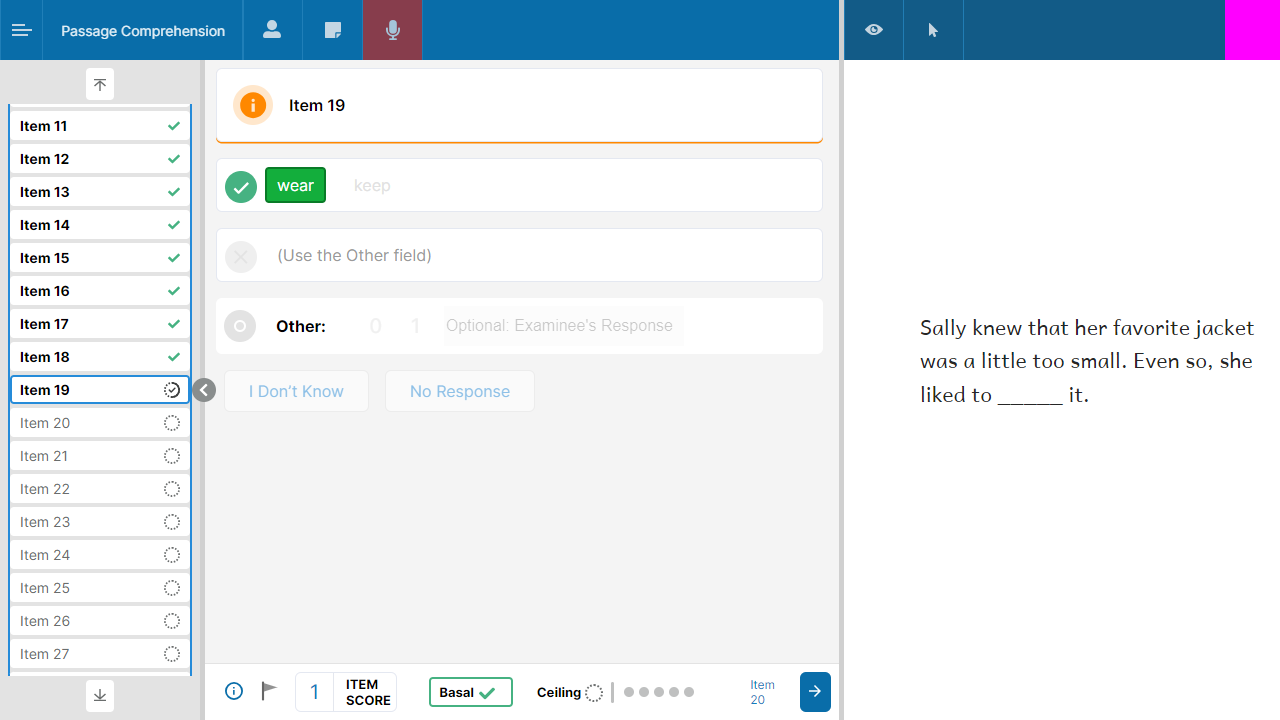 Passage Comprehension
Item 11
Item 12
Item 13
Item 14
Item 15
Item 16
Item 17
Item 18
Item 19
Item 20
Item 21
Item 22
Item 23
Item 24
Item 25
Item 26
Item 27
Item 19
wear keep
(Use the Other field)
Other: 0 1 Optional: Examinee's Response
I Don't Know No Response
1 ITEM
SCORE
Basal
Ceiling
Item
20
Sally knew that her favorite jacket
was a little too small. Even so, she
liked to _____ it.